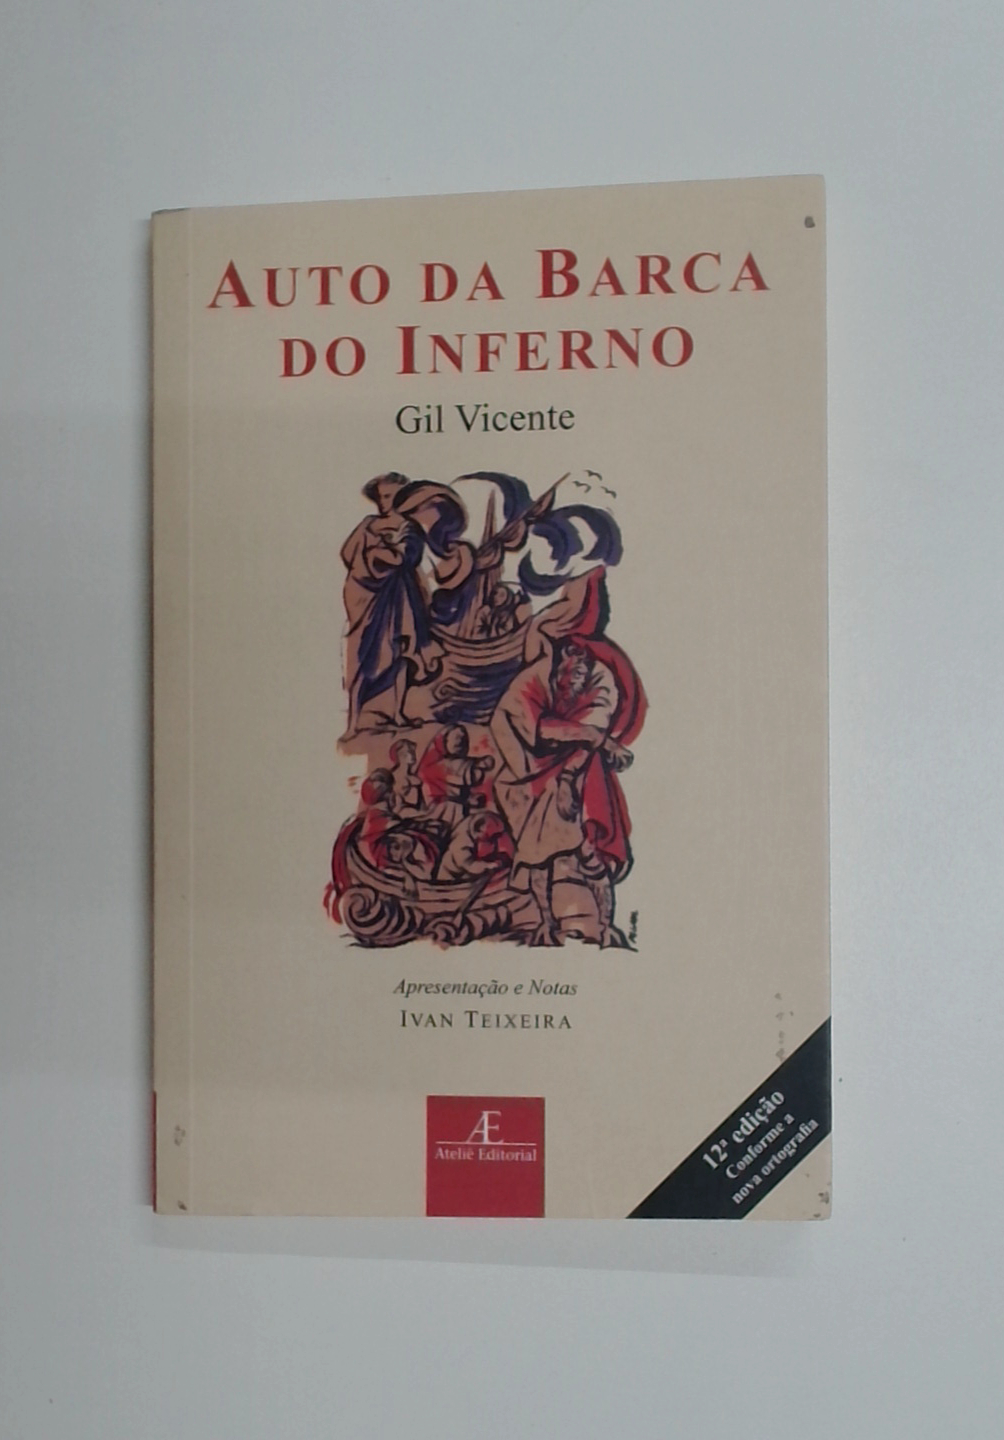 AUTO DA BARCA
DO INFERNO
Gil Vicente
Apresentação e Notas
IVAN TEIXEIRA
Æ
Ateliê Editorial
12ª edição
Conforme a
nova ortografia